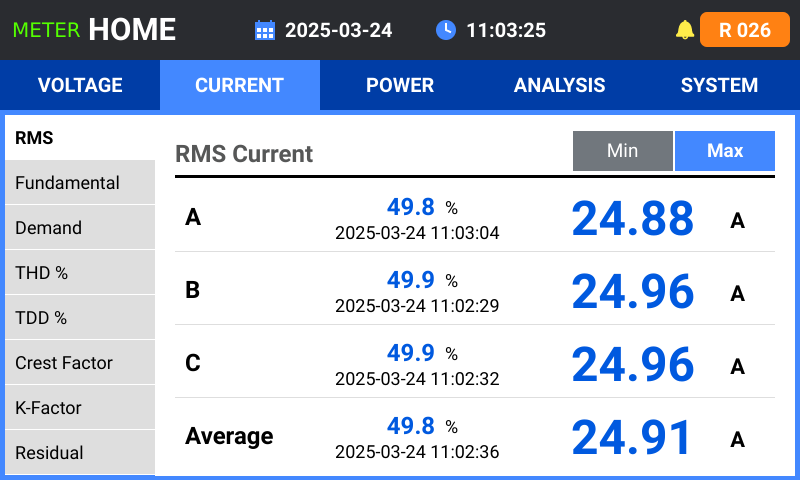 METER HOME 2025-03-24 11:03:25 R 026
VOLTAGE CURRENT POWER ANALYSIS SYSTEM
RMS
Fundamental
Demand
THD %
TDD %
Crest Factor
K-Factor
Residual
RMS Current Min Max
A 49.8 % 24.88 A
2025-03-24 11:03:04
B 49.9 % 24.96 A
2025-03-24 11:02:29
C 49.9 % 24.96 A
2025-03-24 11:02:32
Average 49.8 % 24.91 A
2025-03-24 11:02:36